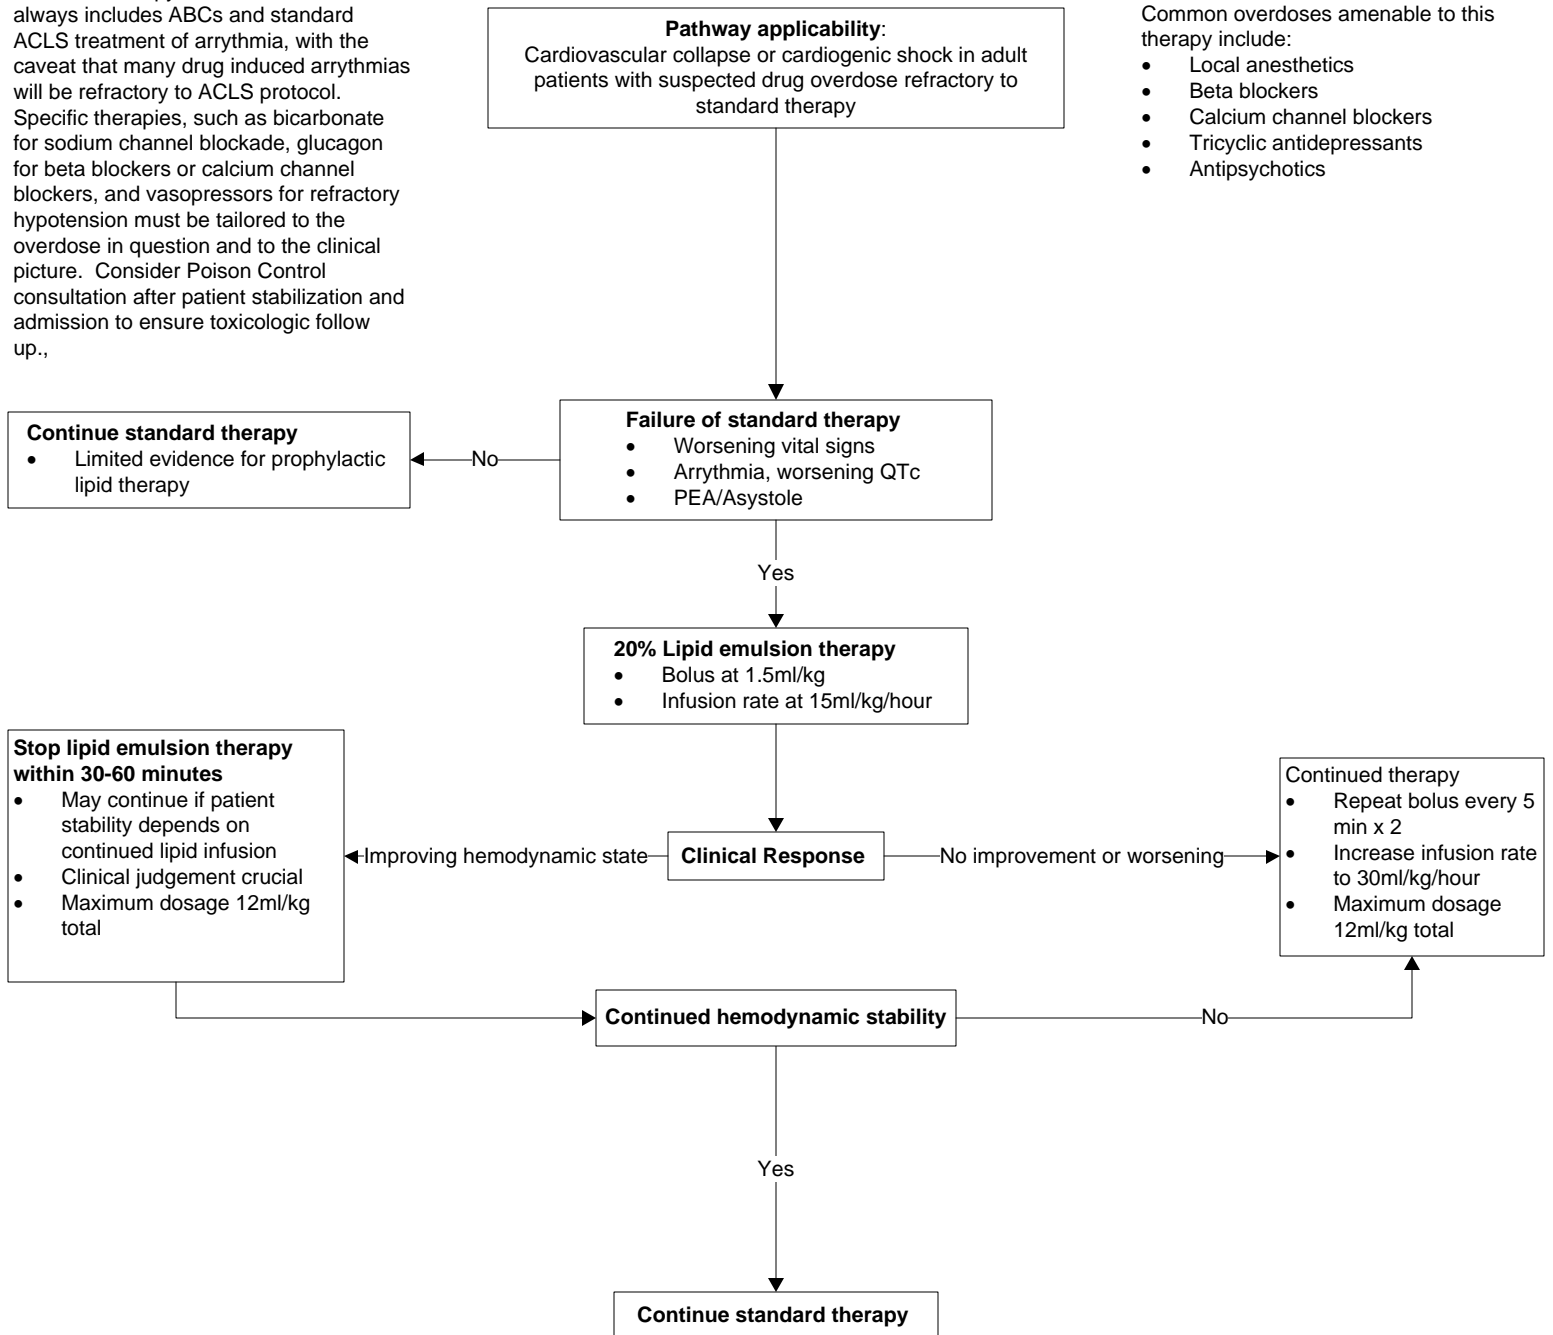 always includes ABCs and standard
ACLS treatment of arrythmia, with the
caveat that many drug induced arrythmias
will be refractory to ACLS protocol.
Specific therapies, such as bicarbonate
for sodium channel blockade, glucagon
for beta blockers or calcium channel
blockers, and vasopressors for refractory
hypotension must be tailored to the
overdose in question and to the clinical
picture.  Consider Poison Control
consultation after patient stabilization and
admission to ensure toxicologic follow
up.,
Pathway applicability:
Cardiovascular collapse or cardiogenic shock in adult
patients with suspected drug overdose refractory to
standard therapy
Common overdoses amenable to this
therapy include:
• Local anesthetics
• Beta blockers
• Calcium channel blockers
• Tricyclic antidepressants
• Antipsychotics
Failure of standard therapy
• Worsening vital signs
• Arrythmia, worsening QTc
• PEA/Asystole
No
Continue standard therapy
• Limited evidence for prophylactic
lipid therapy
Yes
20% Lipid emulsion therapy
• Bolus at 1.5ml/kg
• Infusion rate at 15ml/kg/hour
Clinical Response
Improving hemodynamic state
Stop lipid emulsion therapy
within 30-60 minutes
• May continue if patient
stability depends on
continued lipid infusion
• Clinical judgement crucial
• Maximum dosage 12ml/kg
total
No improvement or worsening
Continued therapy
• Repeat bolus every 5
min x 2
• Increase infusion rate
to 30ml/kg/hour
• Maximum dosage
12ml/kg total
Continued hemodynamic stability
No
Yes
Continue standard therapy